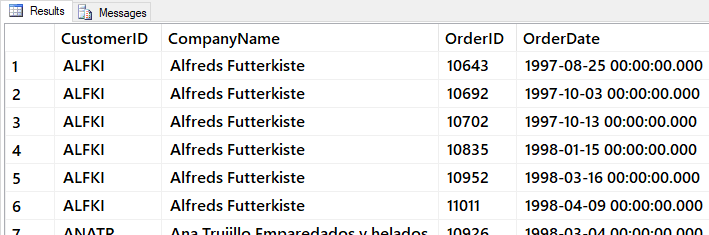 Results Messages
CustomerID CompanyName OrderID OrderDate
1 ALFKI Alfreds Futterkiste 10643 1997-08-25 00:00:00.000
2 ALFKI Alfreds Futterkiste 10692 1997-10-03 00:00:00.000
3 ALFKI Alfreds Futterkiste 10702 1997-10-13 00:00:00.000
4 ALFKI Alfreds Futterkiste 10835 1998-01-15 00:00:00.000
5 ALFKI Alfreds Futterkiste 10952 1998-03-16 00:00:00.000
6 ALFKI Alfreds Futterkiste 11011 1998-04-09 00:00:00.000
7 ANATR Ana Trujillo Emparedados y helados 10926 1998-03-04 00:00:00.000